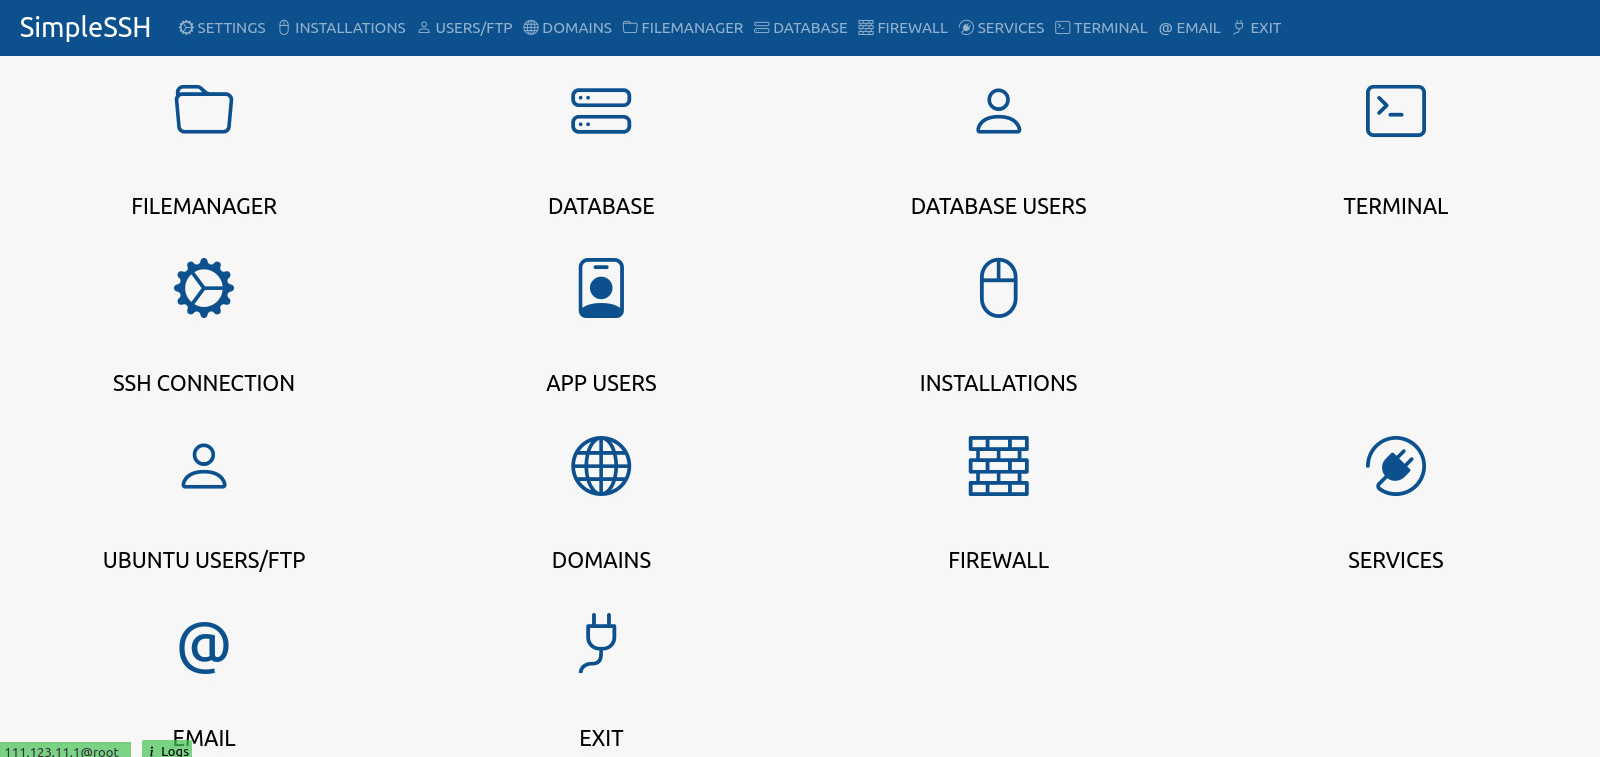 SimpleSSH SETTINGS INSTALLATIONS USERS/FTP DOMAINS FILEMANAGER DATABASE FIREWALL SERVICES TERMINAL @ EMAIL EXIT
FILEMANAGER DATABASE DATABASE USERS TERMINAL
SSH CONNECTION APP USERS INSTALLATIONS
UBUNTU USERS/FTP DOMAINS FIREWALL SERVICES
@
EMAIL EXIT
111.123.11.1@root i Logs